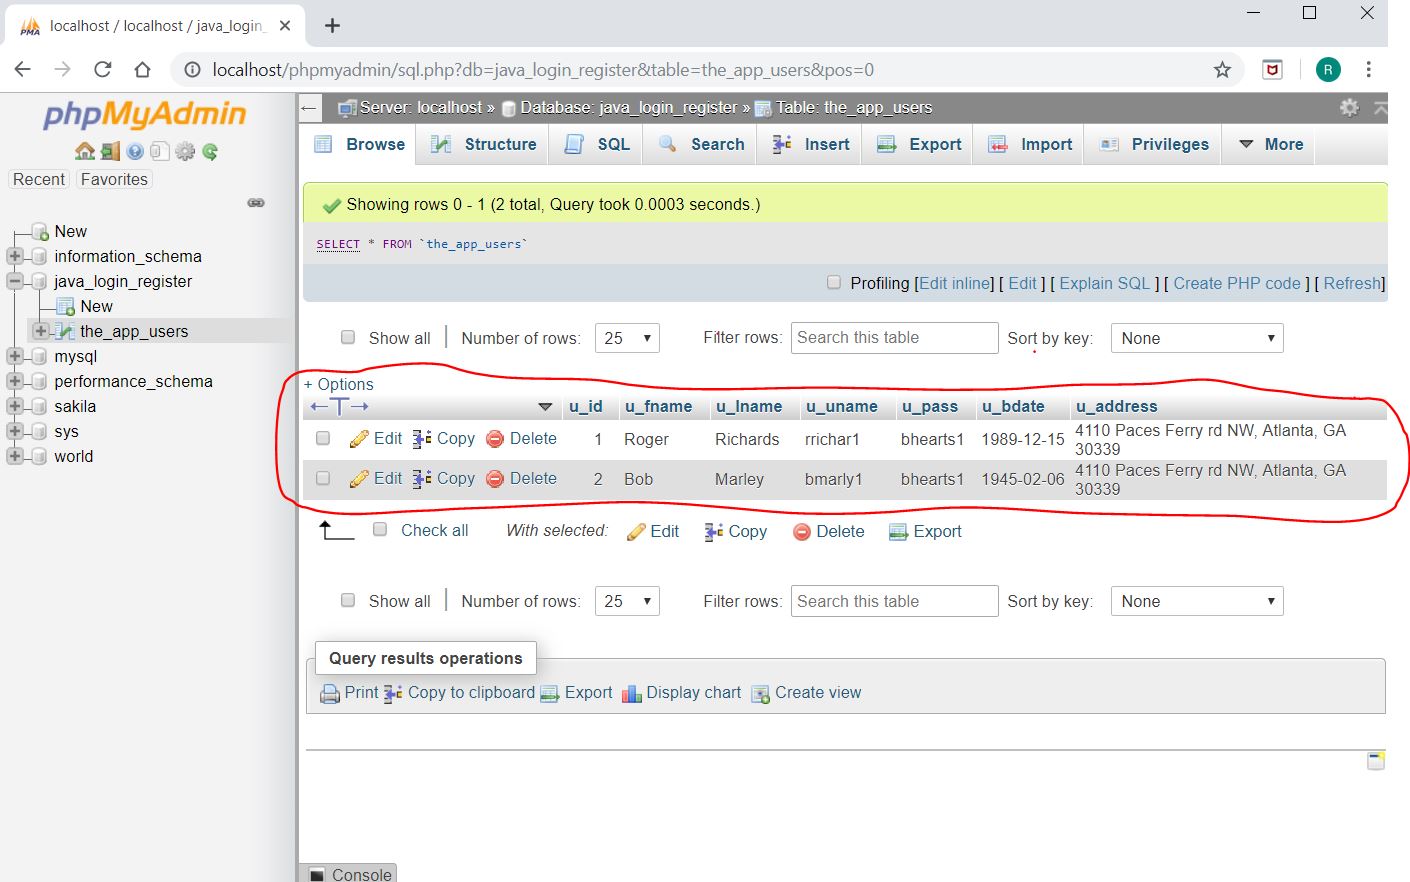 localhost / localhost / java_login_
localhost/phpmyadmin/sql.php?db=java_login_register&table=the_app_users&pos=0
R
phpMyAdmin
Recent Favorites
New
information_schema
java_login_register
New
the_app_users
mysql
performance_schema
sakila
sys
world
Server: localhost » Database: java_login_register » Table: the_app_users
Browse Structure SQL Search Insert Export Import Privileges More
Showing rows 0 - 1 (2 total, Query took 0.0003 seconds.)
SELECT * FROM `the_app_users`
Profiling [Edit inline] [ Edit ] [ Explain SQL ] [ Create PHP code ] [ Refresh]
Show all Number of rows: 25 Filter rows: Search this table Sort by key: None
+ Options
u_id u_fname u_lname u_uname u_pass u_bdate u_address
Edit Copy Delete 1 Roger Richards rrichar1 bhearts1 1989-12-15 4110 Paces Ferry rd NW, Atlanta, GA
30339
Edit Copy Delete 2 Bob Marley bmarly1 bhearts1 1945-02-06 4110 Paces Ferry rd NW, Atlanta, GA
30339
Check all With selected: Edit Copy Delete Export
Show all Number of rows: 25 Filter rows: Search this table Sort by key: None
Query results operations
Print Copy to clipboard Export Display chart Create view
Console